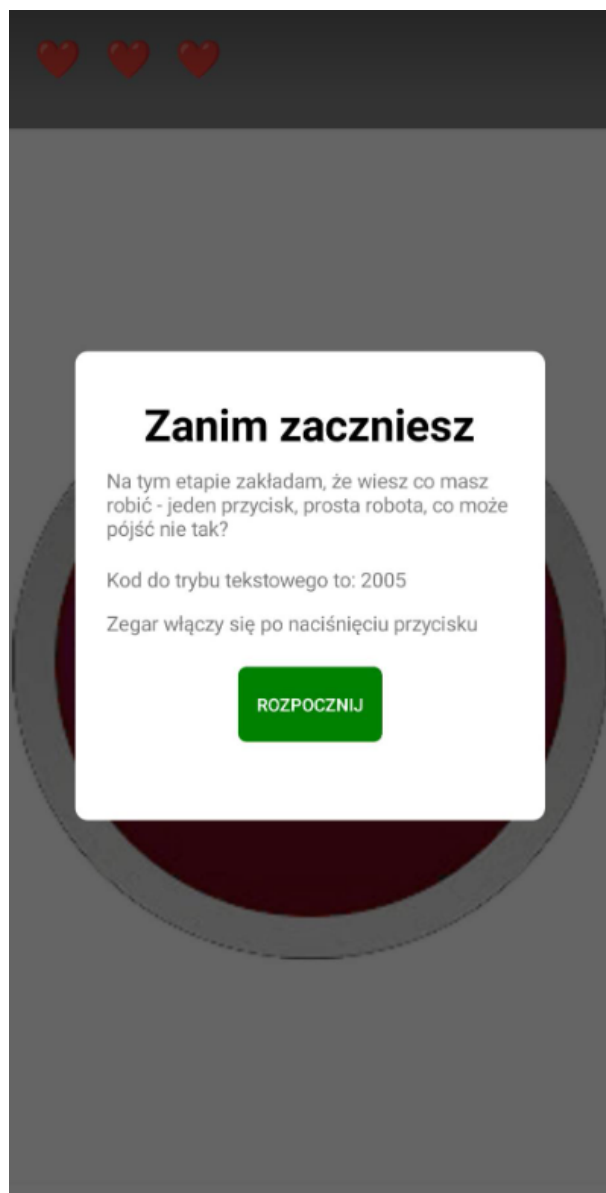 Zanim zaczniesz
Na tym etapie zakładam, że wiesz co masz
robić - jeden przycisk, prosta robota, co może
pójść nie tak?
Kod do trybu tekstowego to: 2005
Zegar włączy się po naciśnięciu przycisku
ROZPOCZNIJ